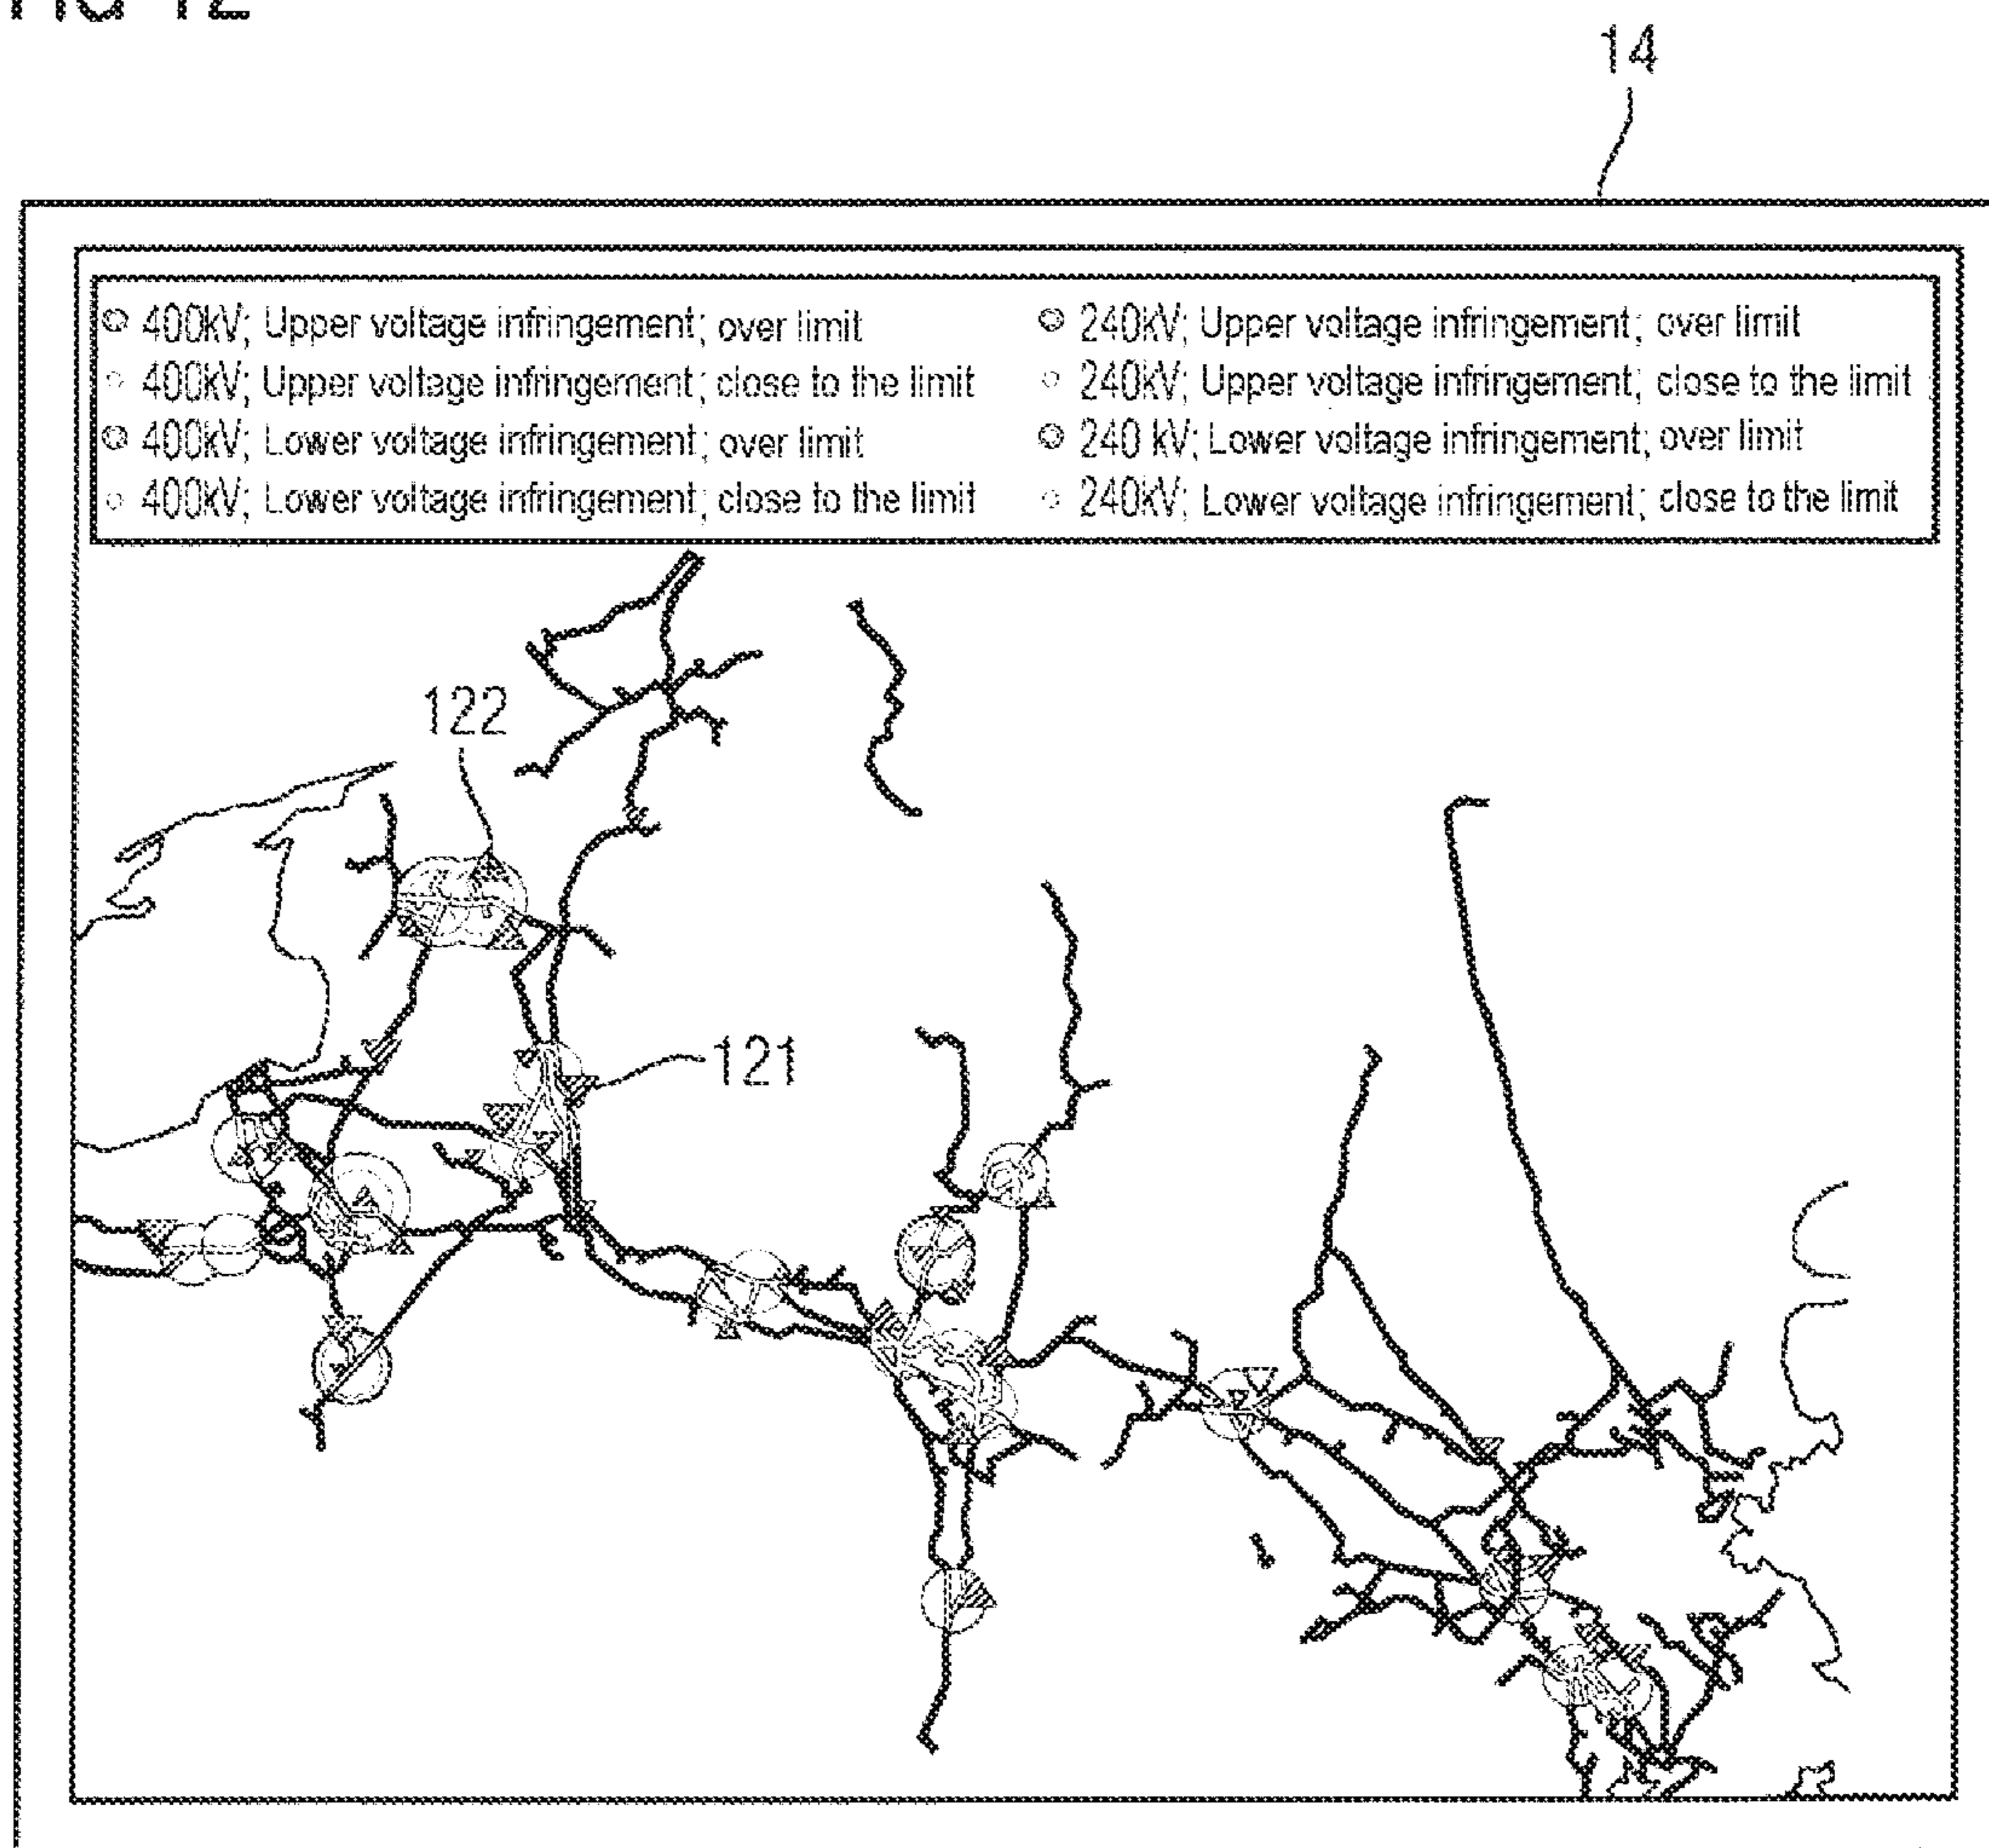 FIG 12
14
400kV; Upper voltage infringement; over limit
400kV; Upper voltage infringement; close to the limit
400kV; Lower voltage infringement; over limit
400kV; Lower voltage infringement; close to the limit
240kV; Upper voltage infringement; over limit
240kV; Upper voltage infringement; close to the limit
240 kV; Lower voltage infringement; over limit
240kV; Lower voltage infringement; close to the limit
122
121